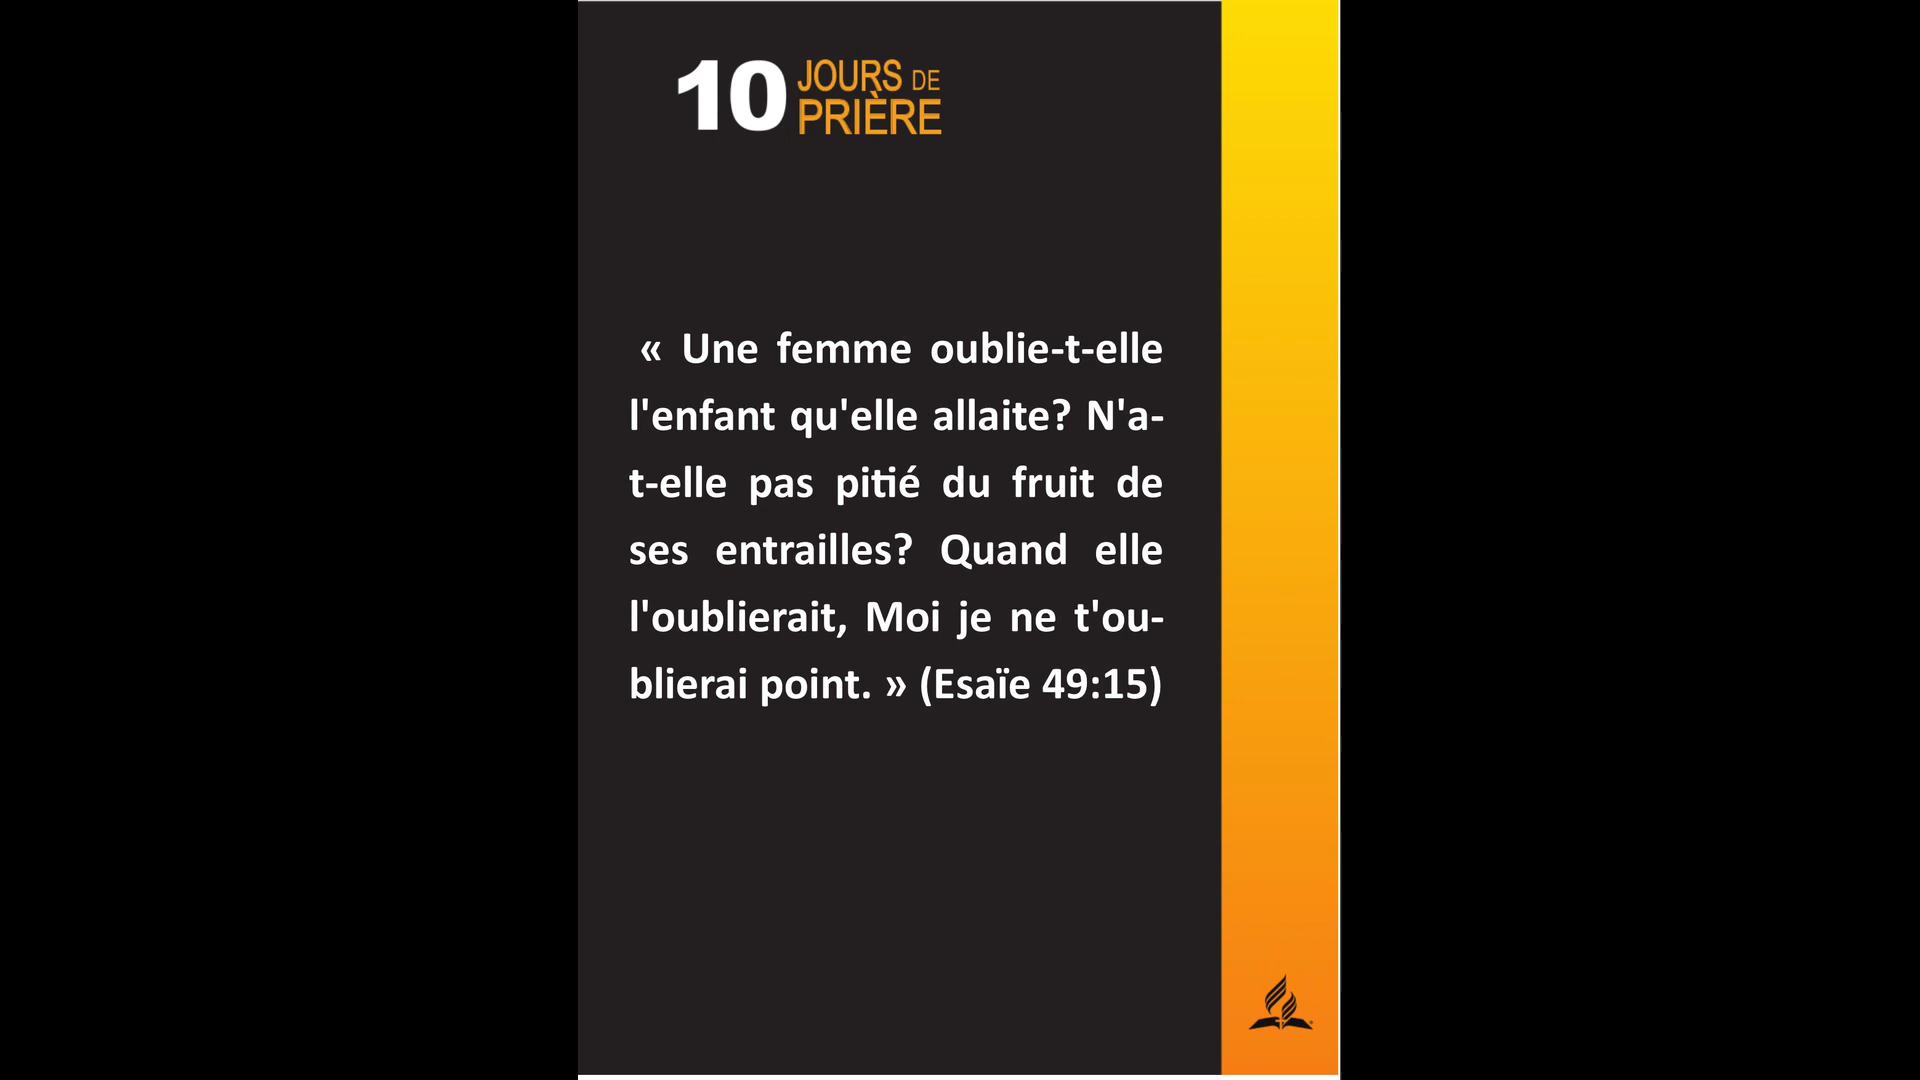 10 JOURS DE
PRIÈRE
« Une femme oublie-t-elle
l'enfant qu'elle allaite? N'a-
t-elle pas pitié du fruit de
ses entrailles? Quand elle
l'oublierait, Moi je ne t'ou-
blierai point. » (Esaïe 49:15)